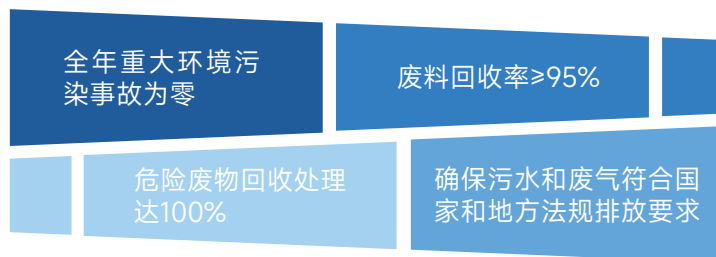 全年重大环境污
染事故为零
废料回收率≥95%
危险废物回收处理
达100%
确保污水和废气符合国
家和地方法规排放要求